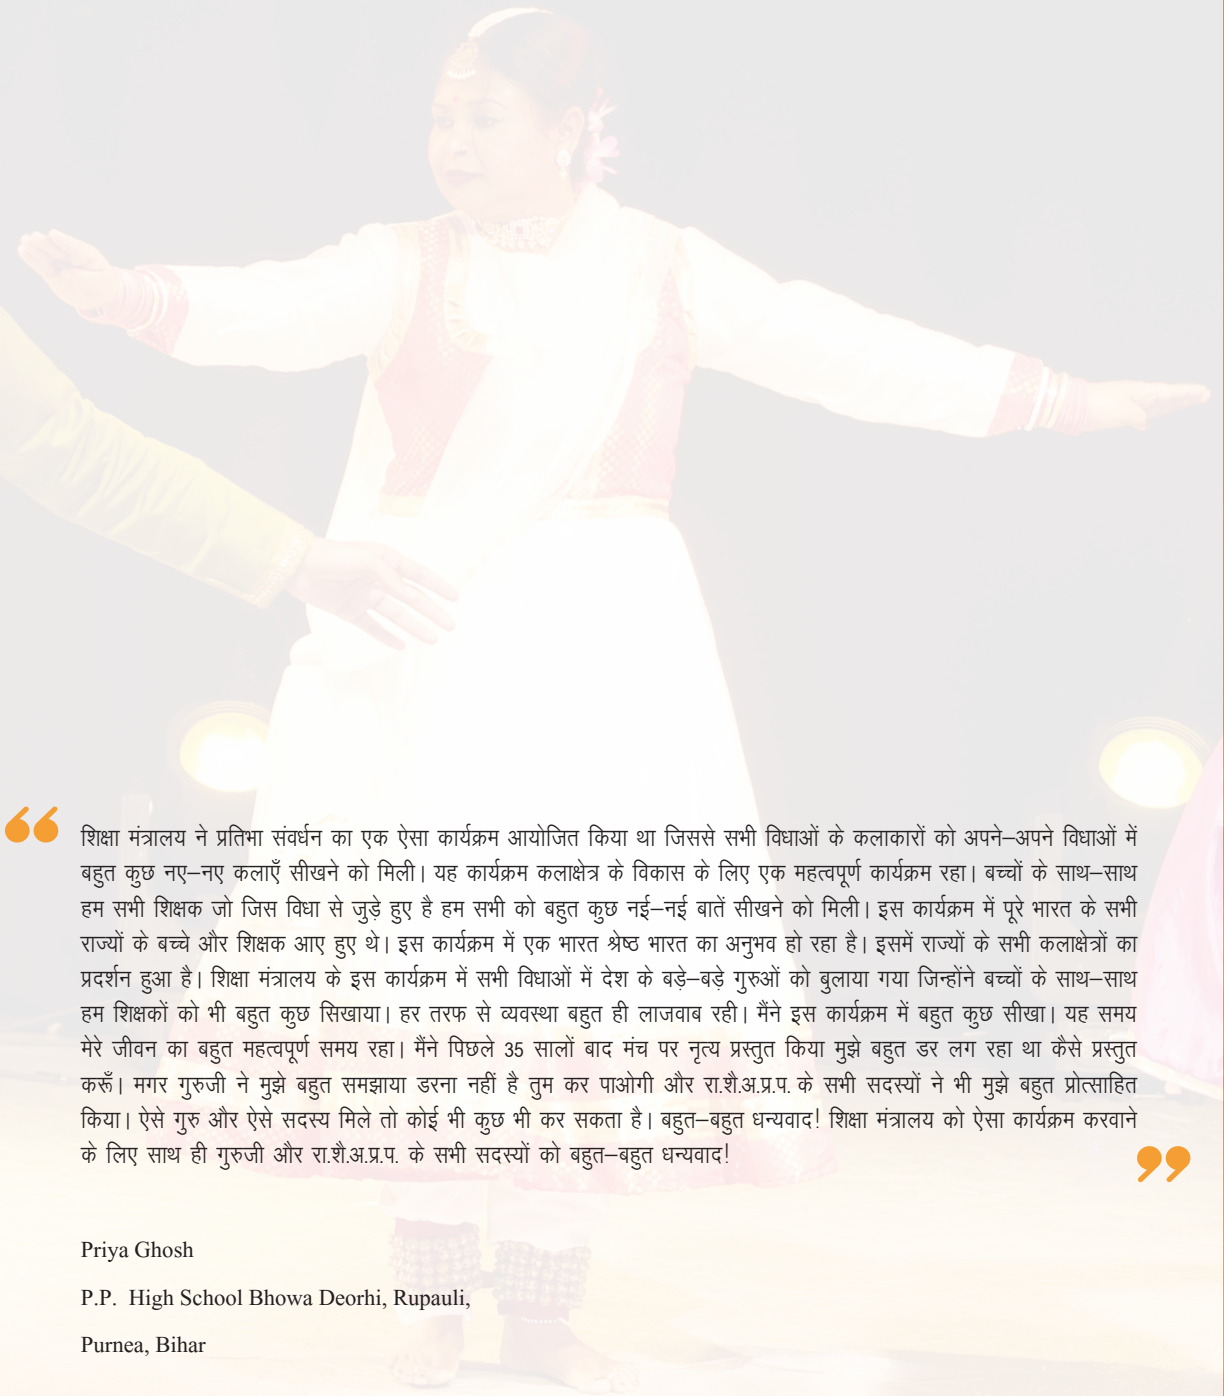 “ शिक्षा मंत्रालय ने प्रतिभा संवर्धन का एक ऐसा कार्यक्रम आयोजित किया था जिससे सभी विधाओं के कलाकारों को अपने–अपने विधाओं में
बहुत कुछ नए–नए कलाएँ सीखने को मिली। यह कार्यक्रम कलाक्षेत्र के विकास के लिए एक महत्वपूर्ण कार्यक्रम रहा। बच्चों के साथ–साथ
हम सभी शिक्षक जो जिस विधा से जुड़े हुए है हम सभी को बहुत कुछ नई–नई बातें सीखने को मिली। इस कार्यक्रम में पूरे भारत के सभी
राज्यों के बच्चे और शिक्षक आए हुए थे। इस कार्यक्रम में एक भारत श्रेष्ठ भारत का अनुभव हो रहा है। इसमें राज्यों के सभी कलाक्षेत्रों का
प्रदर्शन हुआ है। शिक्षा मंत्रालय के इस कार्यक्रम में सभी विधाओं में देश के बड़े–बड़े गुरुओं को बुलाया गया जिन्होंने बच्चों के साथ–साथ
हम शिक्षकों को भी बहुत कुछ सिखाया। हर तरफ से व्यवस्था बहुत ही लाजवाब रही। मैंने इस कार्यक्रम में बहुत कुछ सीखा। यह समय
मेरे जीवन का बहुत महत्वपूर्ण समय रहा। मैंने पिछले 35 सालों बाद मंच पर नृत्य प्रस्तुत किया मुझे बहुत डर लग रहा था कैसे प्रस्तुत
करूँ। मगर गुरुजी ने मुझे बहुत समझाया डरना नहीं है तुम कर पाओगी और रा.शै.अ.प्र.प. के सभी सदस्यों ने भी मुझे बहुत प्रोत्साहित
किया। ऐसे गुरु और ऐसे सदस्य मिले तो कोई भी कुछ भी कर सकता है। बहुत–बहुत धन्यवाद! शिक्षा मंत्रालय को ऐसा कार्यक्रम करवाने
के लिए साथ ही गुरुजी और रा.शै.अ.प्र.प. के सभी सदस्यों को बहुत–बहुत धन्यवाद! ”
Priya Ghosh
P.P. High School Bhowa Deorhi, Rupauli,
Purnea, Bihar